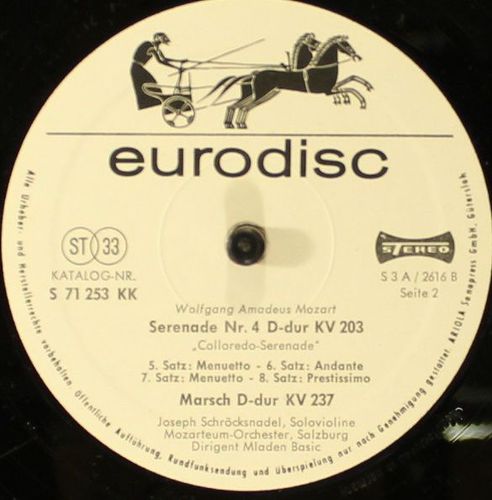 eurodisc
ST 33
KATALOG-NR.
S 71 253 KK
STEREO
S 3 A / 2616 B
Seite 2
Wolfgang Amadeus Mozart
Serenade Nr. 4 D-dur KV 203
„Colloredo-Serenade"
5. Satz: Menuetto - 6. Satz: Andante
7. Satz: Menuetto - 8. Satz: Prestissimo
Marsch D-dur KV 237
Joseph Schröcksnadel, Solovioline
Mozarteum-Orchester, Salzburg
Dirigent Mladen Basic
Alle Urheber- und Herstellerrechte vorbehalten Öffentliche Aufführung, Rundfunksendung und Überspielung nur nach Genehmigung gestattet. ARIOLA Sonopress GmbH. Gütersloh